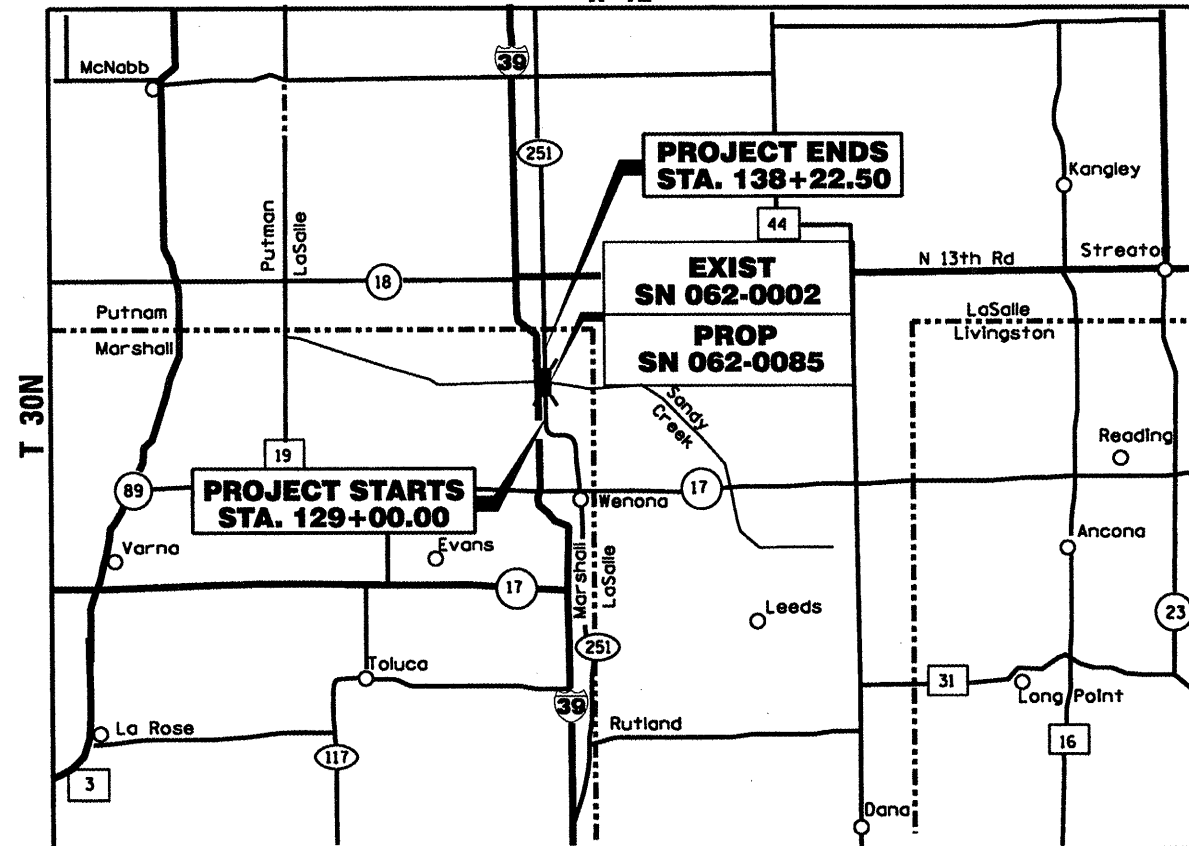 McNabb
39
251
PROJECT ENDS
STA. 138+22.50
Kangley
Putman
LaSalle
44
EXIST
SN 062-0002
N 13th Rd
Streator
18
Putnam
Marshall
PROP
SN 062-0085
LaSalle
Livingston
T 30N
Sandy
Creek
19
Reading
89
PROJECT STARTS
STA. 129+00.00
17
Wenona
Varna
Evans
Ancona
17
Marshall
LaSalle
Leeds
23
251
Toluca
31
Long Point
39
La Rose
Rutland
117
16
3
Dana